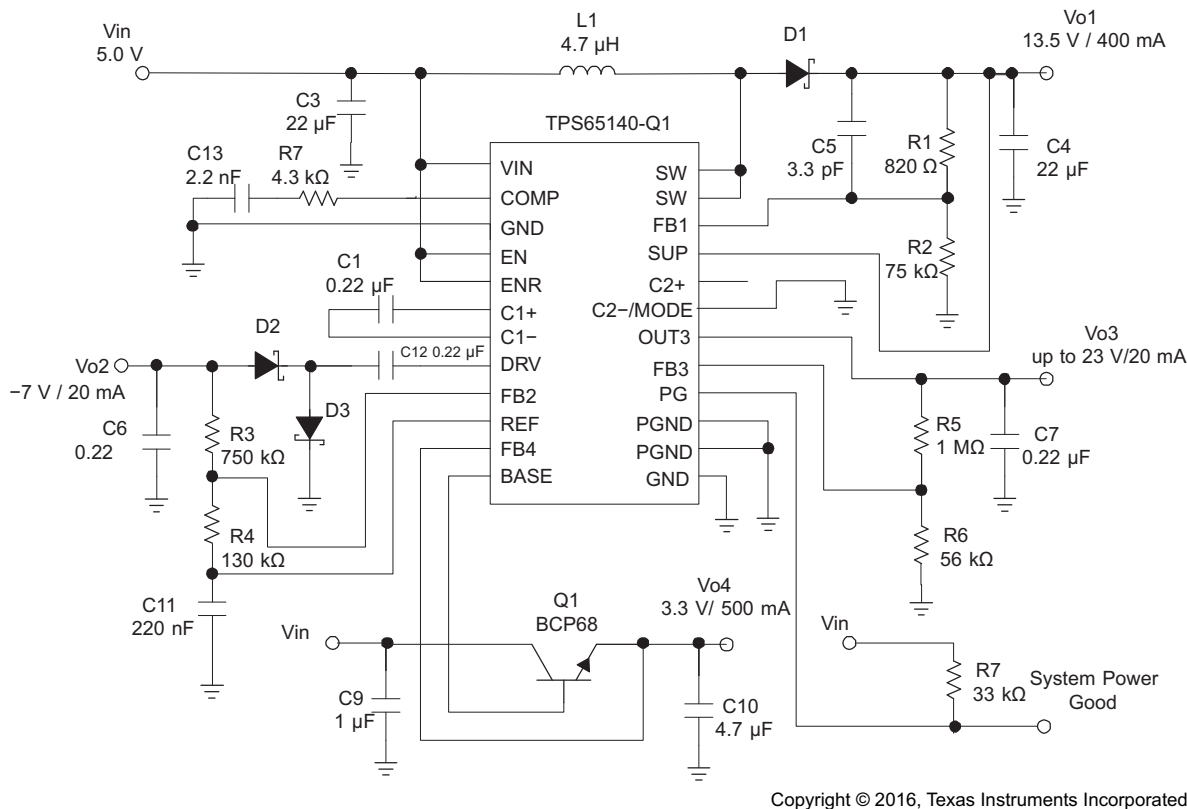 Vin
5.0 V
L1
4.7 µH
D1
Vo1
13.5 V / 400 mA
C3
22 µF
TPS65140-Q1
C5
3.3 pF
R1
820 Ω
C4
22 µF
C13
2.2 nF
R7
4.3 kΩ
VIN
COMP
GND
EN
ENR
C1+
C1−
DRV
FB2
REF
FB4
BASE
SW
SW
FB1
SUP
C2+
C2−/MODE
OUT3
FB3
PG
PGND
PGND
GND
R2
75 kΩ
C1
0.22 µF
D2
C12 0.22 µF
Vo2
−7 V / 20 mA
D3
C6
0.22
R3
750 kΩ
R4
130 kΩ
C11
220 nF
Vo3
up to 23 V/20 mA
R5
1 MΩ
C7
0.22 µF
R6
56 kΩ
Vin
Q1
BCP68
Vo4
3.3 V/ 500 mA
C9
1 µF
C10
4.7 µF
Vin
R7
33 kΩ
System Power
Good
Copyright © 2016, Texas Instruments Incorporated